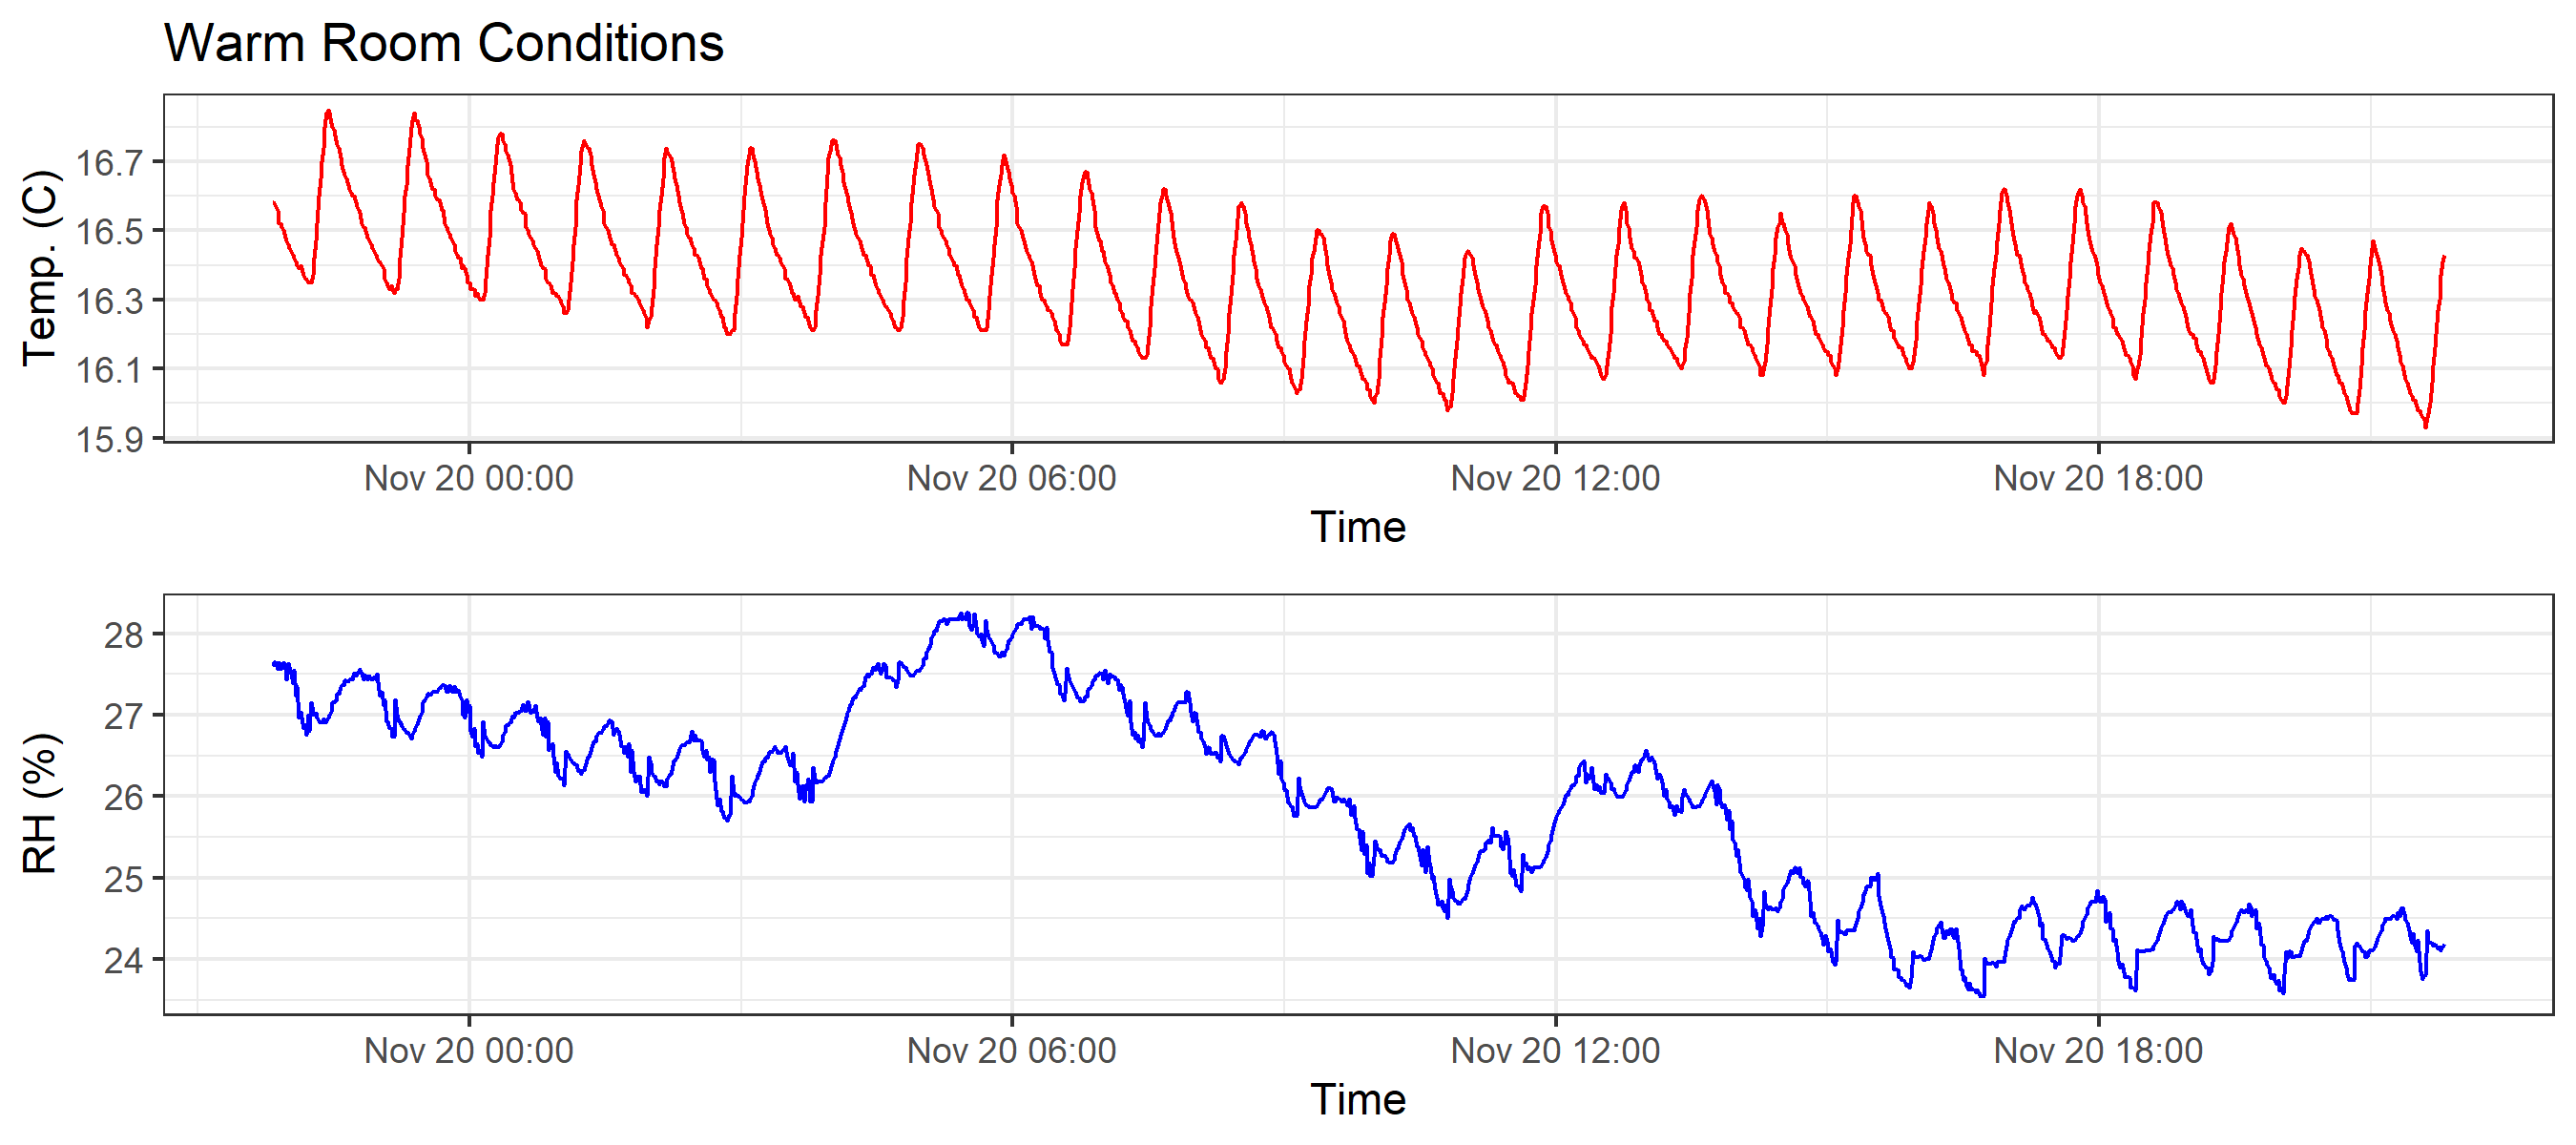 Warm Room Conditions
Temp. (C)
16.7
16.5
16.3
16.1
15.9
Nov 20 00:00 Nov 20 06:00 Nov 20 12:00 Nov 20 18:00
Time
RH (%)
28
27
26
25
24
Nov 20 00:00 Nov 20 06:00 Nov 20 12:00 Nov 20 18:00
Time